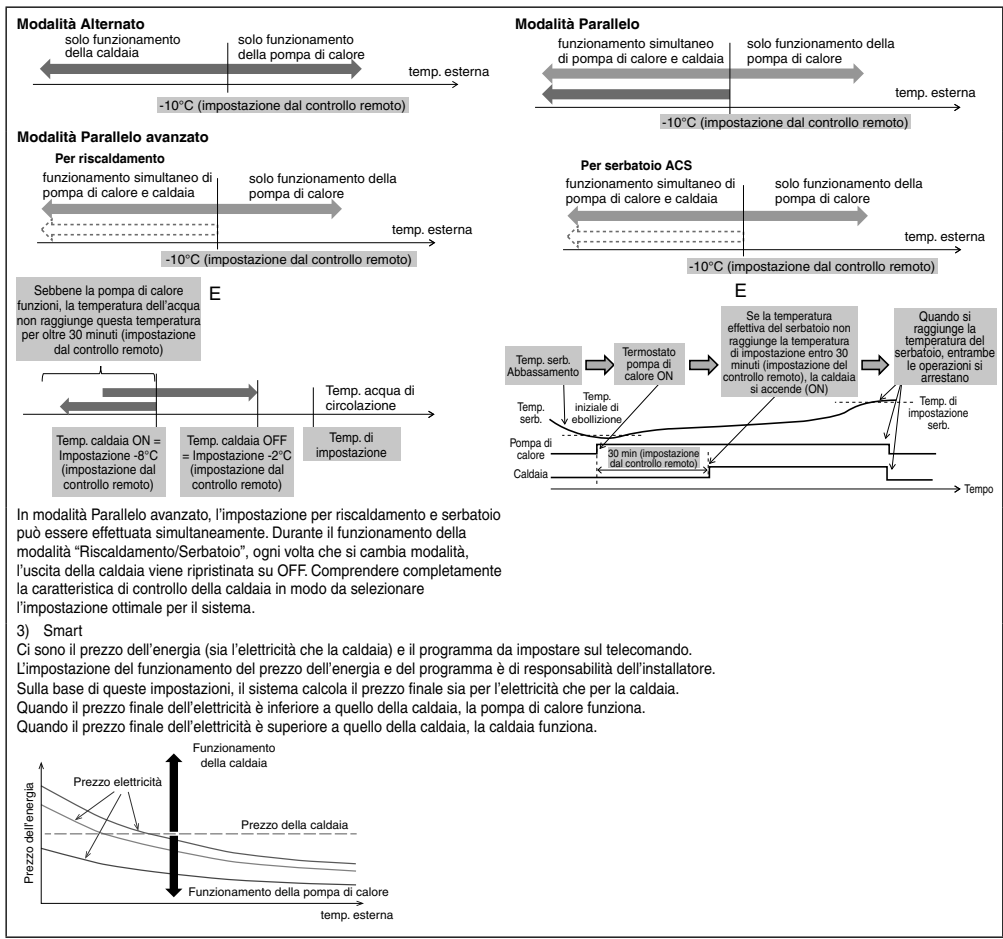 Modalità Alternato
solo funzionamento
della caldaia
solo funzionamento
della pompa di calore
temp. esterna
-10°C (impostazione dal controllo remoto)
Modalità Parallelo
funzionamento simultaneo
di pompa di calore e caldaia
solo funzionamento della
pompa di calore
temp. esterna
-10°C (impostazione dal controllo remoto)
Modalità Parallelo avanzato
Per riscaldamento
funzionamento simultaneo di
pompa di calore e caldaia
solo funzionamento della
pompa di calore
temp. esterna
-10°C (impostazione dal controllo remoto)
Per serbatoio ACS
funzionamento simultaneo di
pompa di calore e caldaia
solo funzionamento della
pompa di calore
temp. esterna
-10°C (impostazione dal controllo remoto)
Sebbene la pompa di calore
funzioni, la temperatura dell'acqua
non raggiunge questa temperatura
per oltre 30 minuti (impostazione
dal controllo remoto)
E
Temp. acqua di
circolazione
Temp. caldaia ON =
Impostazione -8°C
(impostazione dal
controllo remoto)
Temp. caldaia OFF
= Impostazione -2°C
(impostazione dal
controllo remoto)
Temp. di
impostazione
E
Temp. serb.
Abbassamento
Termostato
pompa di
calore ON
Se la temperatura
effettiva del serbatoio non
raggiunge la temperatura
di impostazione entro 30
minuti (impostazione del
controllo remoto), la caldaia
si accende (ON)
Quando si
raggiunge la
temperatura del
serbatoio, entrambe
le operazioni si
arrestano
Temp.
serb.
Temp.
iniziale di
ebollizione
Temp. di
impostazione
serb.
Pompa di
calore
30 min (impostazione
dal controllo remoto)
Caldaia
Tempo
In modalità Parallelo avanzato, l'impostazione per riscaldamento e serbatoio
può essere effettuata simultaneamente. Durante il funzionamento della
modalità “Riscaldamento/Serbatoio”, ogni volta che si cambia modalità,
l'uscita della caldaia viene ripristinata su OFF. Comprendere completamente
la caratteristica di controllo della caldaia in modo da selezionare
l'impostazione ottimale per il sistema.
3) Smart
Ci sono il prezzo dell'energia (sia l'elettricità che la caldaia) e il programma da impostare sul telecomando.
L'impostazione del funzionamento del prezzo dell'energia e del programma è di responsabilità dell'installatore.
Sulla base di queste impostazioni, il sistema calcola il prezzo finale sia per l'elettricità che per la caldaia.
Quando il prezzo finale dell'elettricità è inferiore a quello della caldaia, la pompa di calore funziona.
Quando il prezzo finale dell'elettricità è superiore a quello della caldaia, la caldaia funziona.
Funzionamento
della caldaia
Prezzo elettricità
Prezzo della caldaia
Prezzo dell'energia
Funzionamento della pompa di calore
temp. esterna